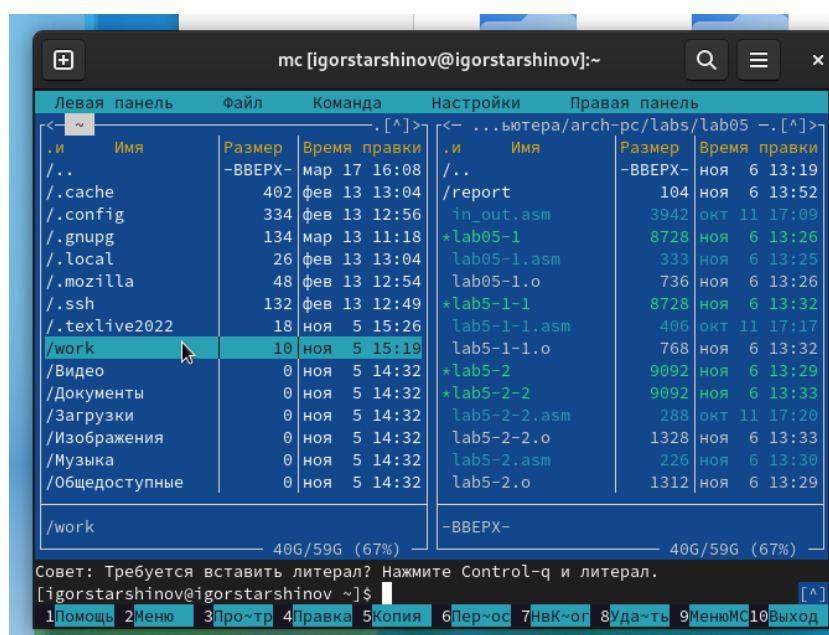 mc [igorstarshinov@igorstarshinov]:~
Левая панель Файл Команда Настройки Правая панель
<— ~ .[^]> <— ...ьютера/arch-pc/labs/lab05 —.[^]>
.и Имя Размер Время правки .и Имя Размер Время правки
/.. -ВВЕРХ- мар 17 16:08 /.. -ВВЕРХ- ноя 6 13:19
/.cache 402 фев 13 13:04 /report 104 ноя 6 13:52
/.config 334 фев 13 12:56 in_out.asm 3942 окт 11 17:09
/.gnupg 134 мар 13 11:18 *lab05-1 8728 ноя 6 13:26
/.local 26 фев 13 13:04 lab05-1.asm 333 ноя 6 13:25
/.mozilla 48 фев 13 12:54 lab05-1.o 736 ноя 6 13:26
/.ssh 132 фев 13 12:49 *lab5-1-1 8728 ноя 6 13:32
/.texlive2022 18 ноя 5 15:26 lab5-1-1.asm 406 окт 11 17:17
/work 10 ноя 5 15:19 lab5-1-1.o 768 ноя 6 13:32
/Видео 0 ноя 5 14:32 *lab5-2 9092 ноя 6 13:29
/Документы 0 ноя 5 14:32 *lab5-2-2 9092 ноя 6 13:33
/Загрузки 0 ноя 5 14:32 lab5-2-2.asm 288 окт 11 17:20
/Изображения 0 ноя 5 14:32 lab5-2-2.o 1328 ноя 6 13:33
/Музыка 0 ноя 5 14:32 lab5-2.asm 226 ноя 6 13:30
/Общедоступные 0 ноя 5 14:32 lab5-2.o 1312 ноя 6 13:29
/work -ВВЕРХ-
40G/59G (67%) 40G/59G (67%)
Совет: Требуется вставить литерал? Нажмите Control-q и литерал.
[igorstarshinov@igorstarshinov ~]$ [^]
1Помощь 2Меню 3Про~тр 4Правка 5Копия 6Пер~ос 7НвК~ог 8Уда~ть 9МенюMC 10Выход